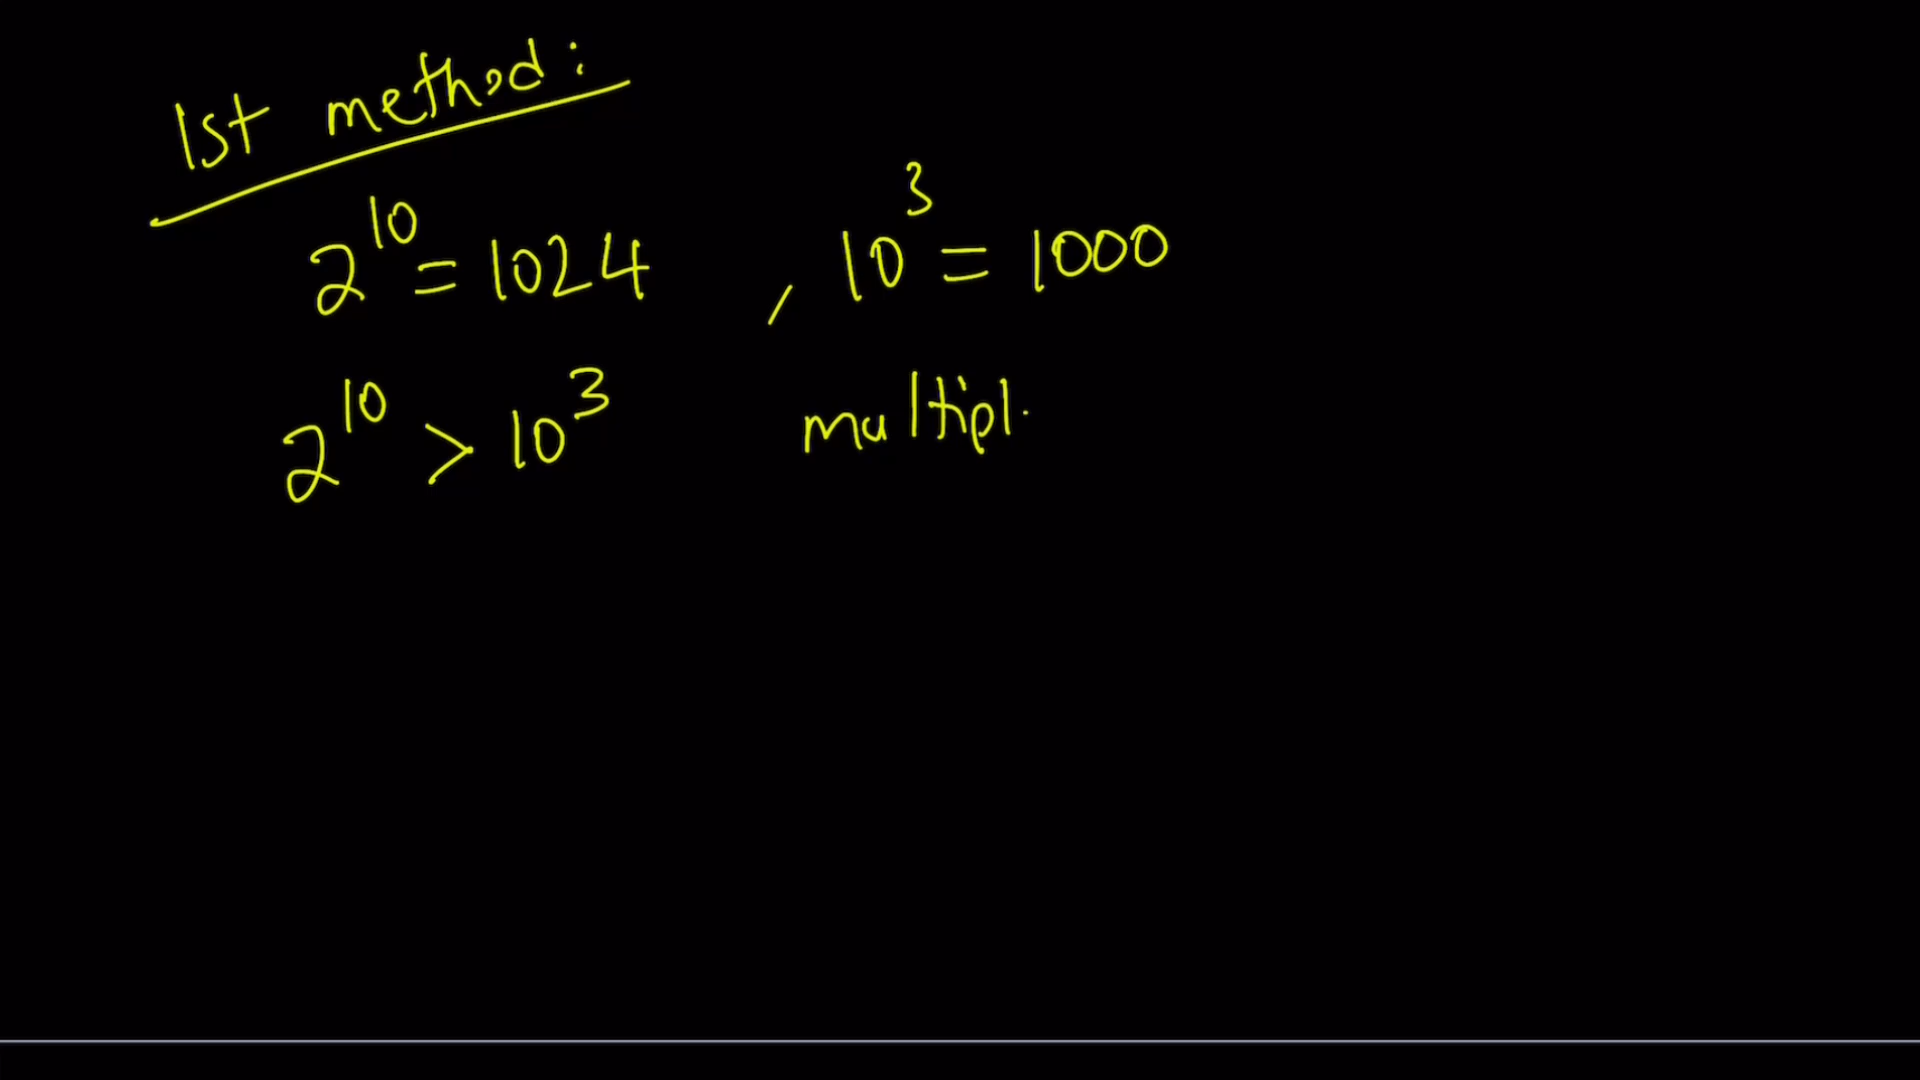 1st method:
2^10 = 1024 , 10^3 = 1000
2^10 > 10^3 multipl.